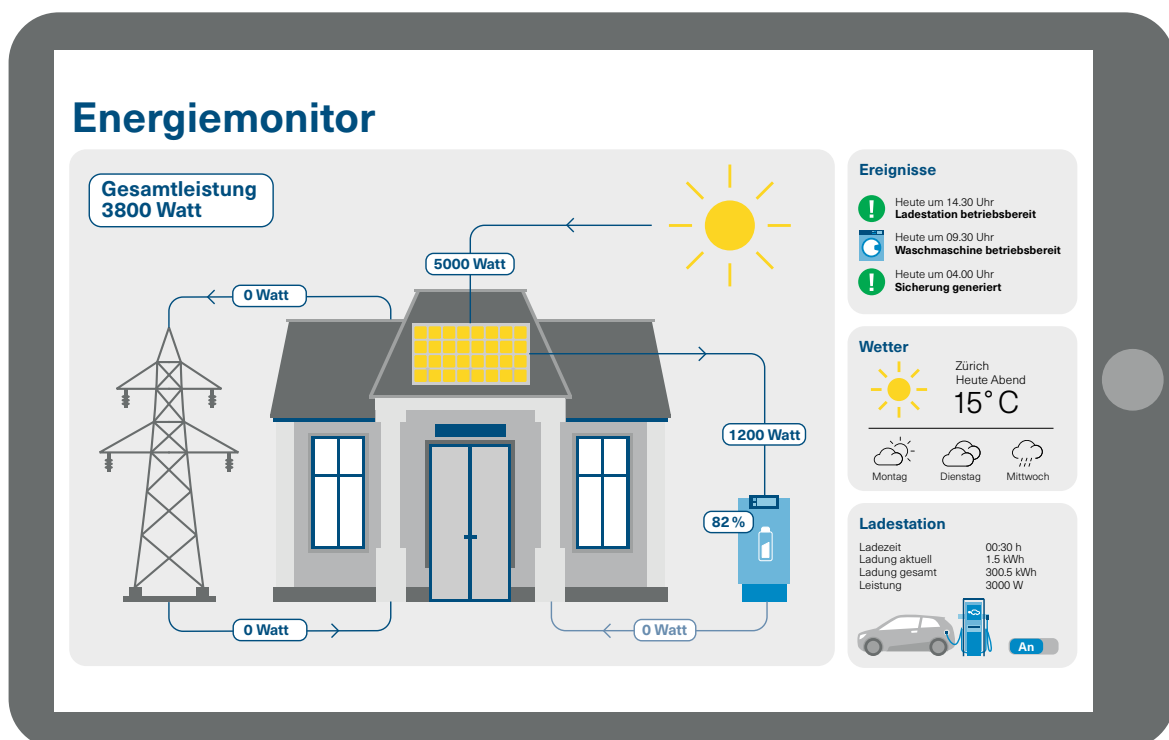 Energiemonitor
Gesamtleistung
3800 Watt
5000 Watt
0 Watt
1200 Watt
82 %
0 Watt
0 Watt
Ereignisse
Heute um 14.30 Uhr
Ladestation betriebsbereit
Heute um 09.30 Uhr
Waschmaschine betriebsbereit
Heute um 04.00 Uhr
Sicherung generiert
Wetter
Zürich
Heute Abend
15° C
Montag Dienstag Mittwoch
Ladestation
Ladezeit 00:30 h
Ladung aktuell 1.5 kWh
Ladung gesamt 300.5 kWh
Leistung 3000 W
An